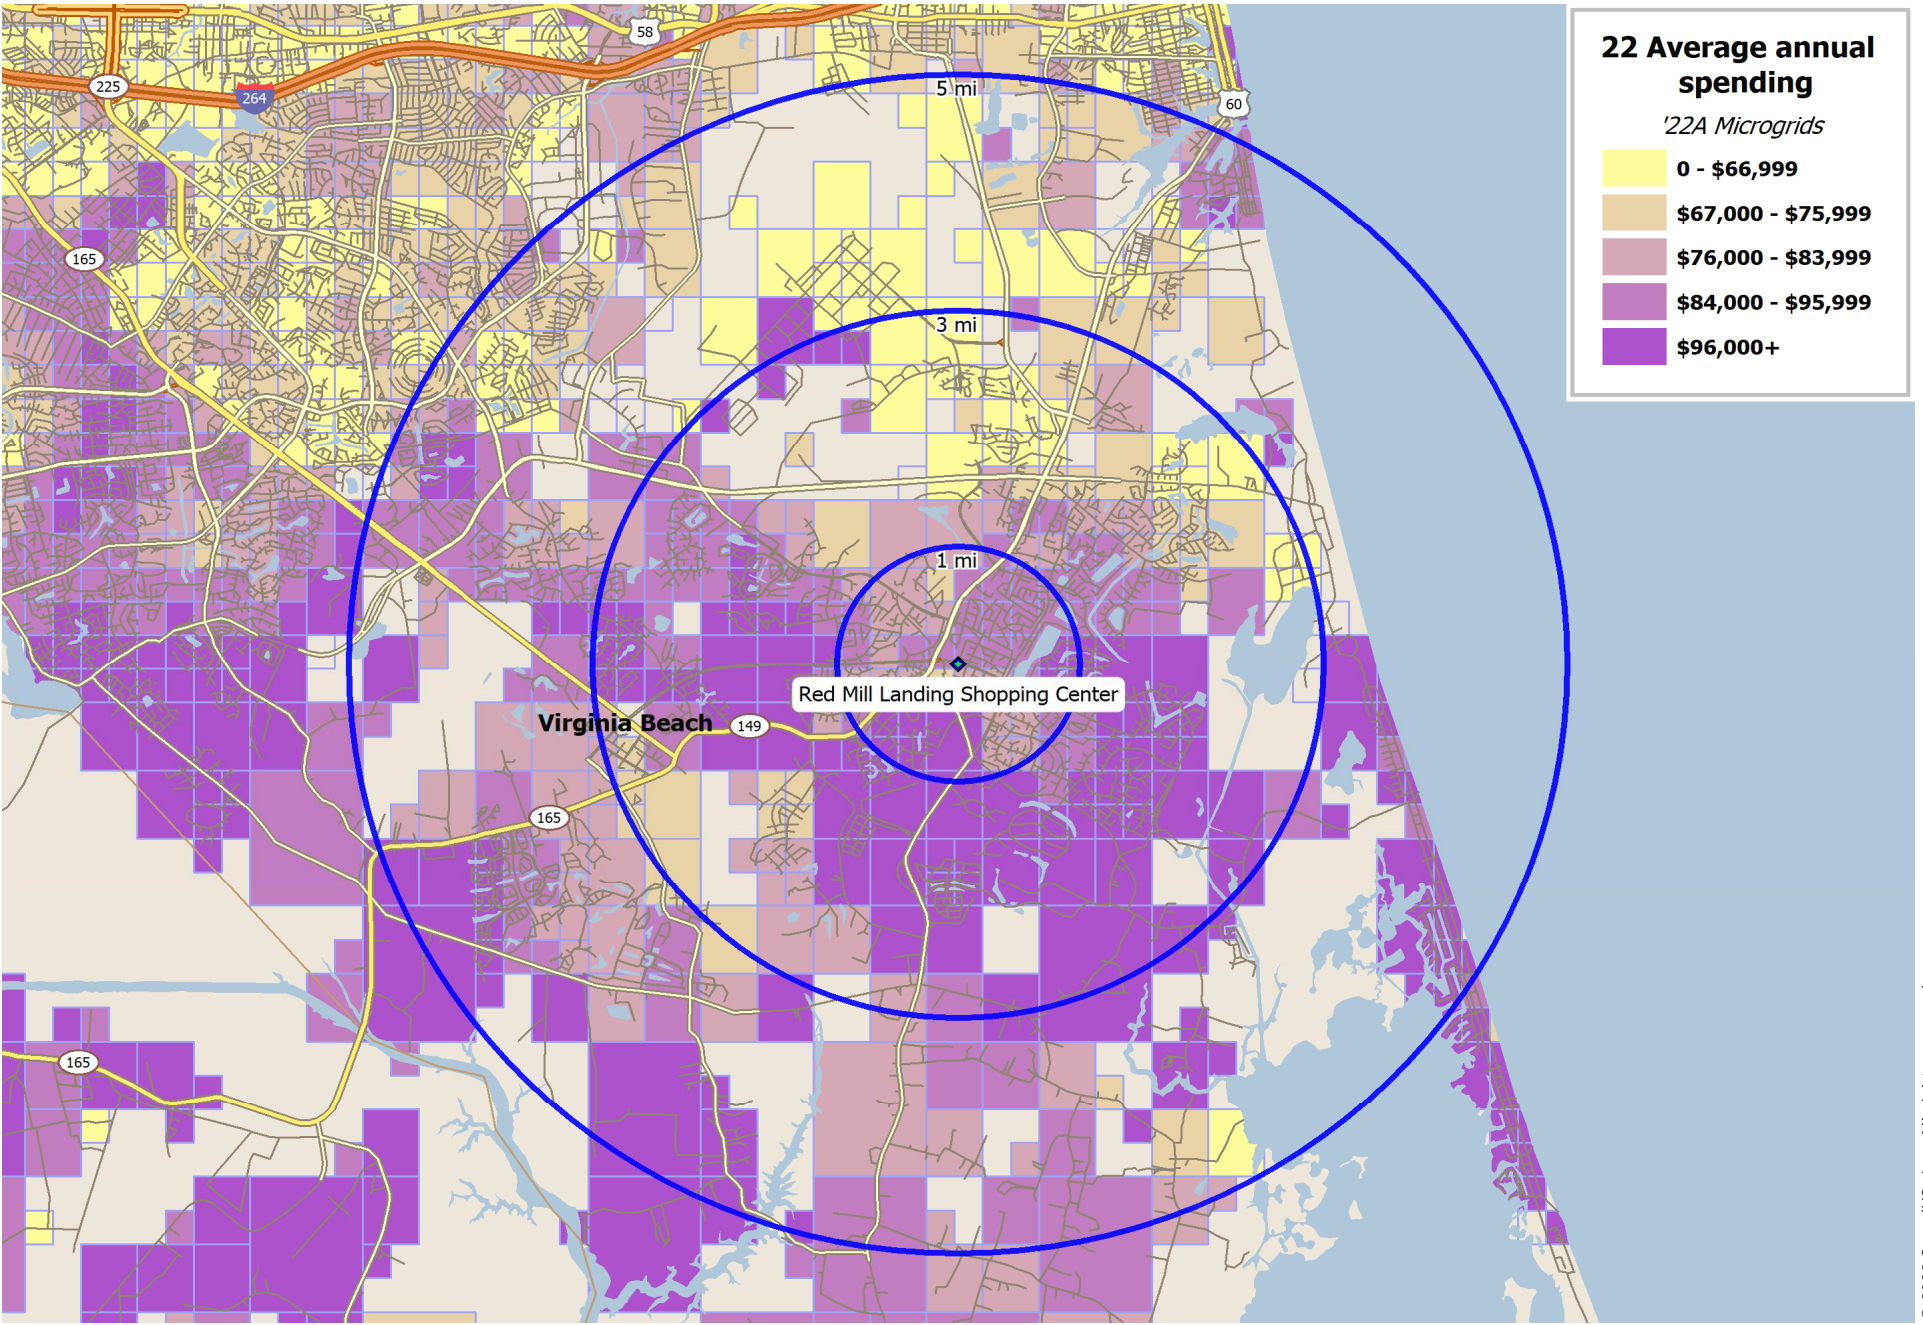 58
225
264
60
5 mi
165
3 mi
1 mi
Red Mill Landing Shopping Center
Virginia Beach
149
165
165
22 Average annual
spending
'22A Microgrids
0 - $66,999
$67,000 - $75,999
$76,000 - $83,999
$84,000 - $95,999
$96,000+